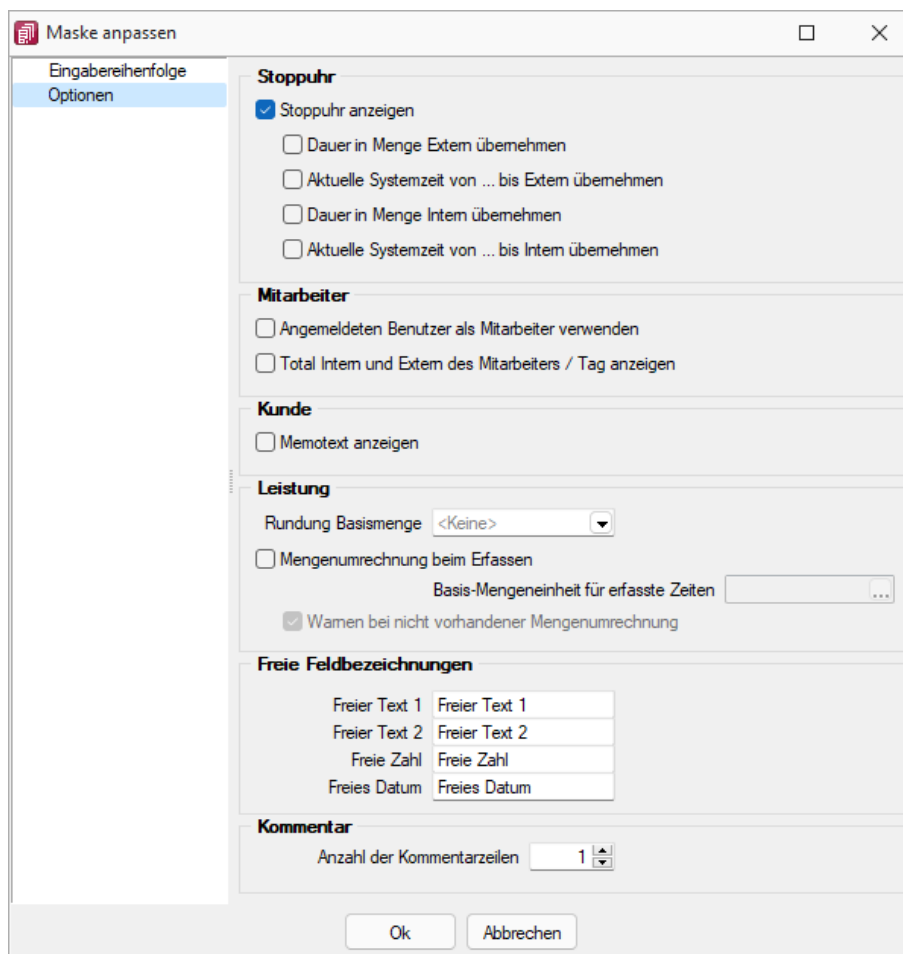 Maske anpassen
Eingabereihenfolge
Optionen
Stoppuhr
Stoppuhr anzeigen
Dauer in Menge Extern übernehmen
Aktuelle Systemzeit von ... bis Extern übernehmen
Dauer in Menge Intern übernehmen
Aktuelle Systemzeit von ... bis Intern übernehmen
Mitarbeiter
Angemeldeten Benutzer als Mitarbeiter verwenden
Total Intern und Extern des Mitarbeiters / Tag anzeigen
Kunde
Memotext anzeigen
Leistung
Rundung Basismenge <Keine>
Mengenumrechnung beim Erfassen
Basis-Mengeneinheit für erfasste Zeiten ...
Warnen bei nicht vorhandener Mengenumrechnung
Freie Feldbezeichnungen
Freier Text 1 Freier Text 1
Freier Text 2 Freier Text 2
Freie Zahl Freie Zahl
Freies Datum Freies Datum
Kommentar
Anzahl der Kommentarzeilen 1
Ok Abbrechen